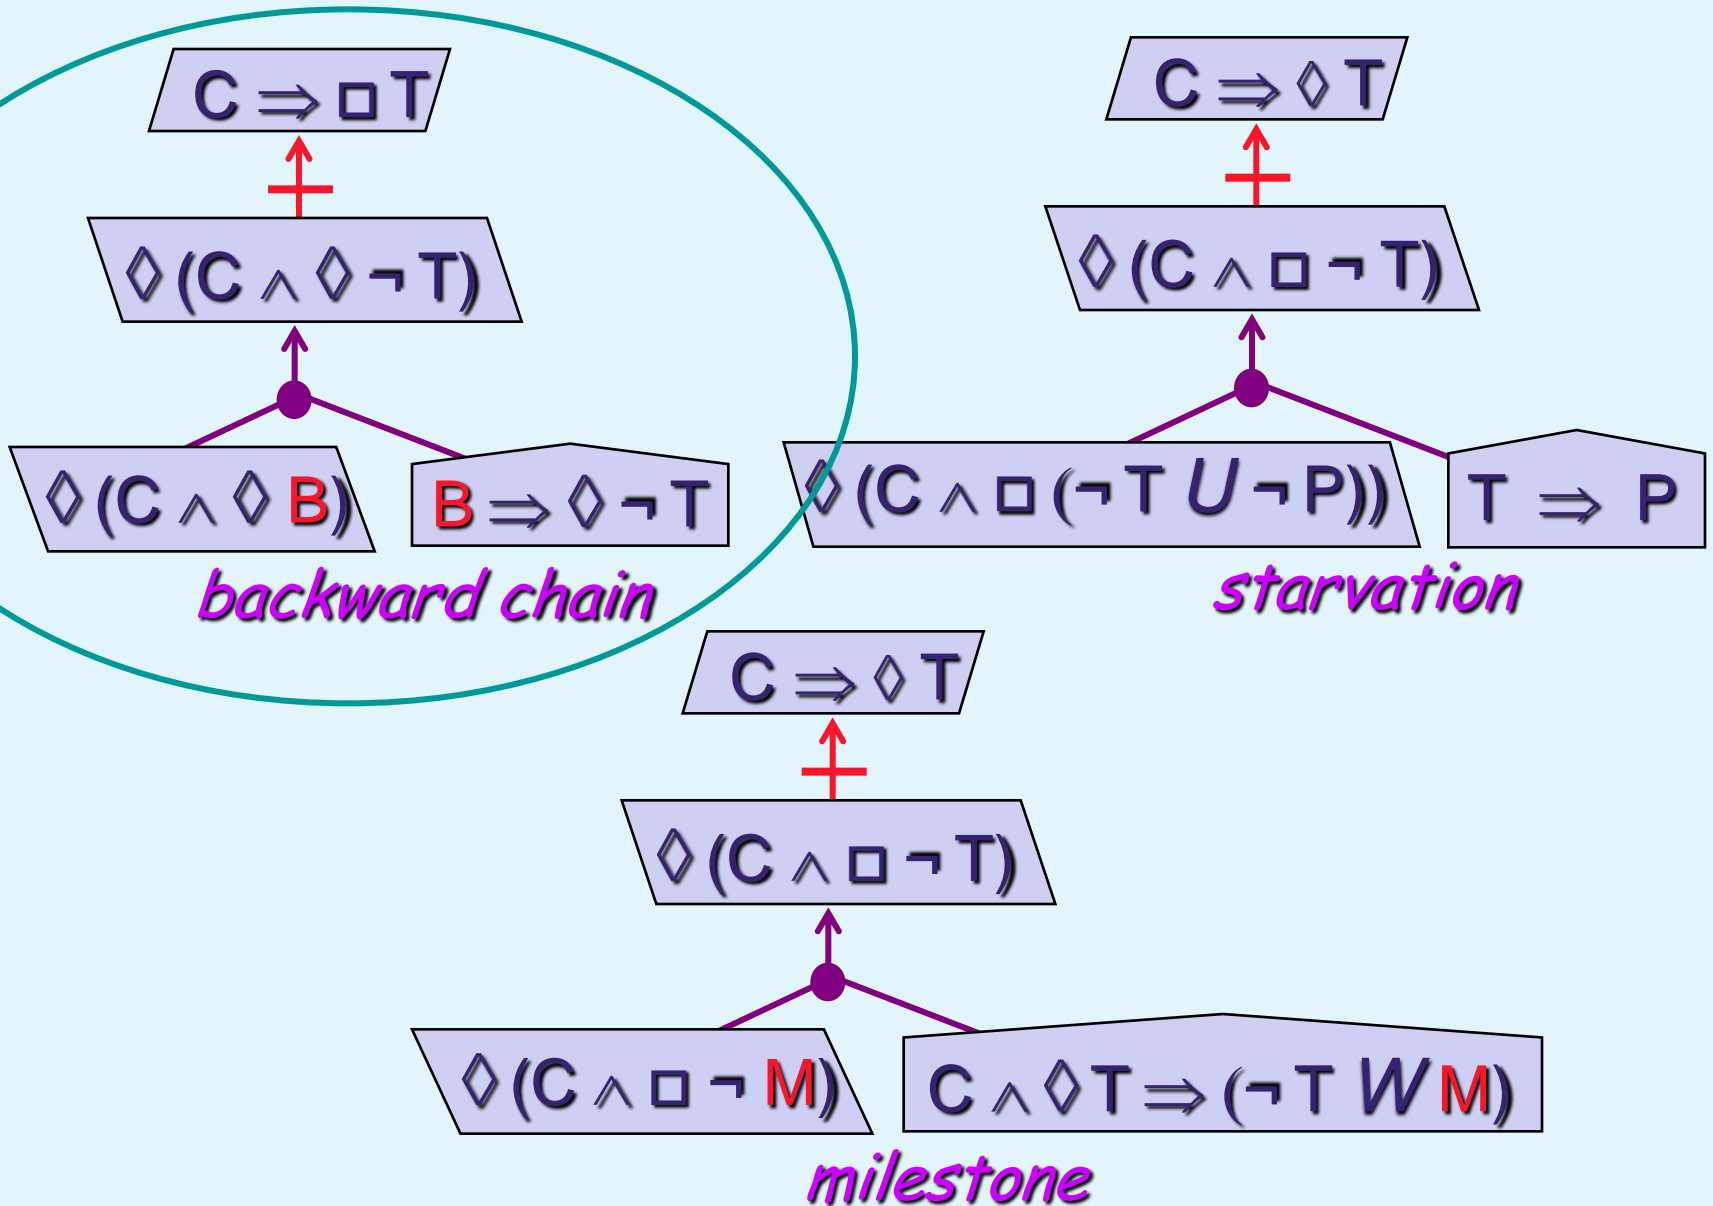 C ⇒ □ T
◊ (C ∧ ◊ ¬ T)
◊ (C ∧ ◊ B)
B ⇒ ◊ ¬ T
backward chain
C ⇒ ◊ T
◊ (C ∧ □ ¬ T)
◊ (C ∧ □ (¬ T U ¬ P))
T ⇒ P
starvation
C ⇒ ◊ T
◊ (C ∧ □ ¬ T)
◊ (C ∧ □ ¬ M)
C ∧ ◊ T ⇒ (¬ T W M)
milestone